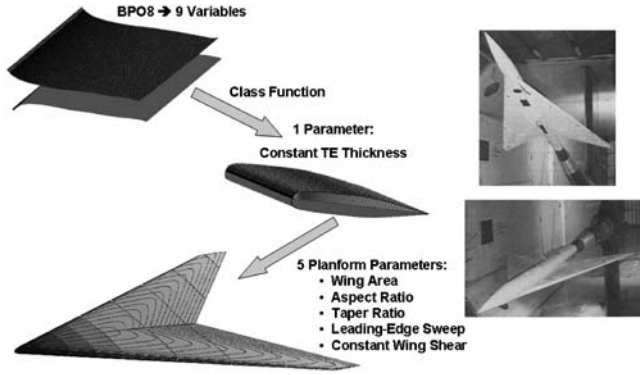 BPO8 → 9 Variables
Class Function
1 Parameter:
Constant TE Thickness
5 Planform Parameters:
• Wing Area
• Aspect Ratio
• Taper Ratio
• Leading-Edge Sweep
• Constant Wing Shear